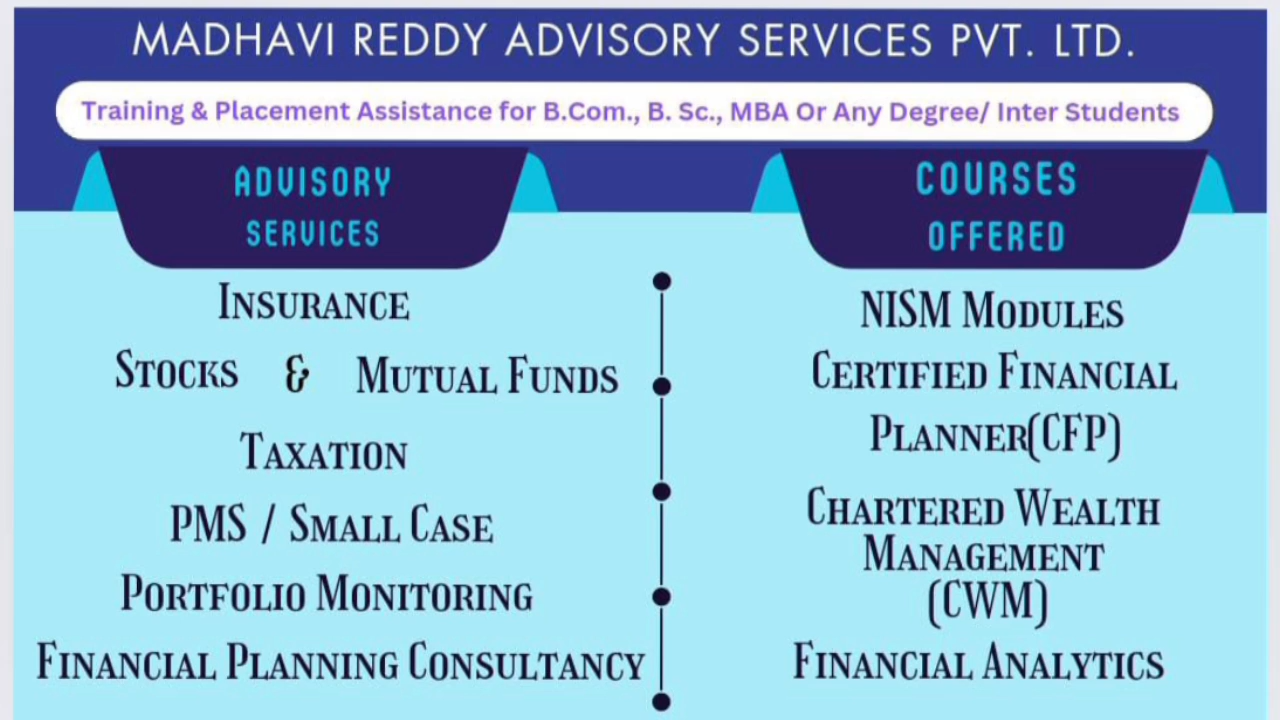 MADHAVI REDDY ADVISORY SERVICES PVT. LTD.
Training & Placement Assistance for B.Com., B. Sc., MBA Or Any Degree/ Inter Students
ADVISORY
SERVICES
INSURANCE
STOCKS & MUTUAL FUNDS
TAXATION
PMS / SMALL CASE
PORTFOLIO MONITORING
FINANCIAL PLANNING CONSULTANCY
COURSES
OFFERED
NISM MODULES
CERTIFIED FINANCIAL
PLANNER(CFP)
CHARTERED WEALTH
MANAGEMENT
(CWM)
FINANCIAL ANALYTICS